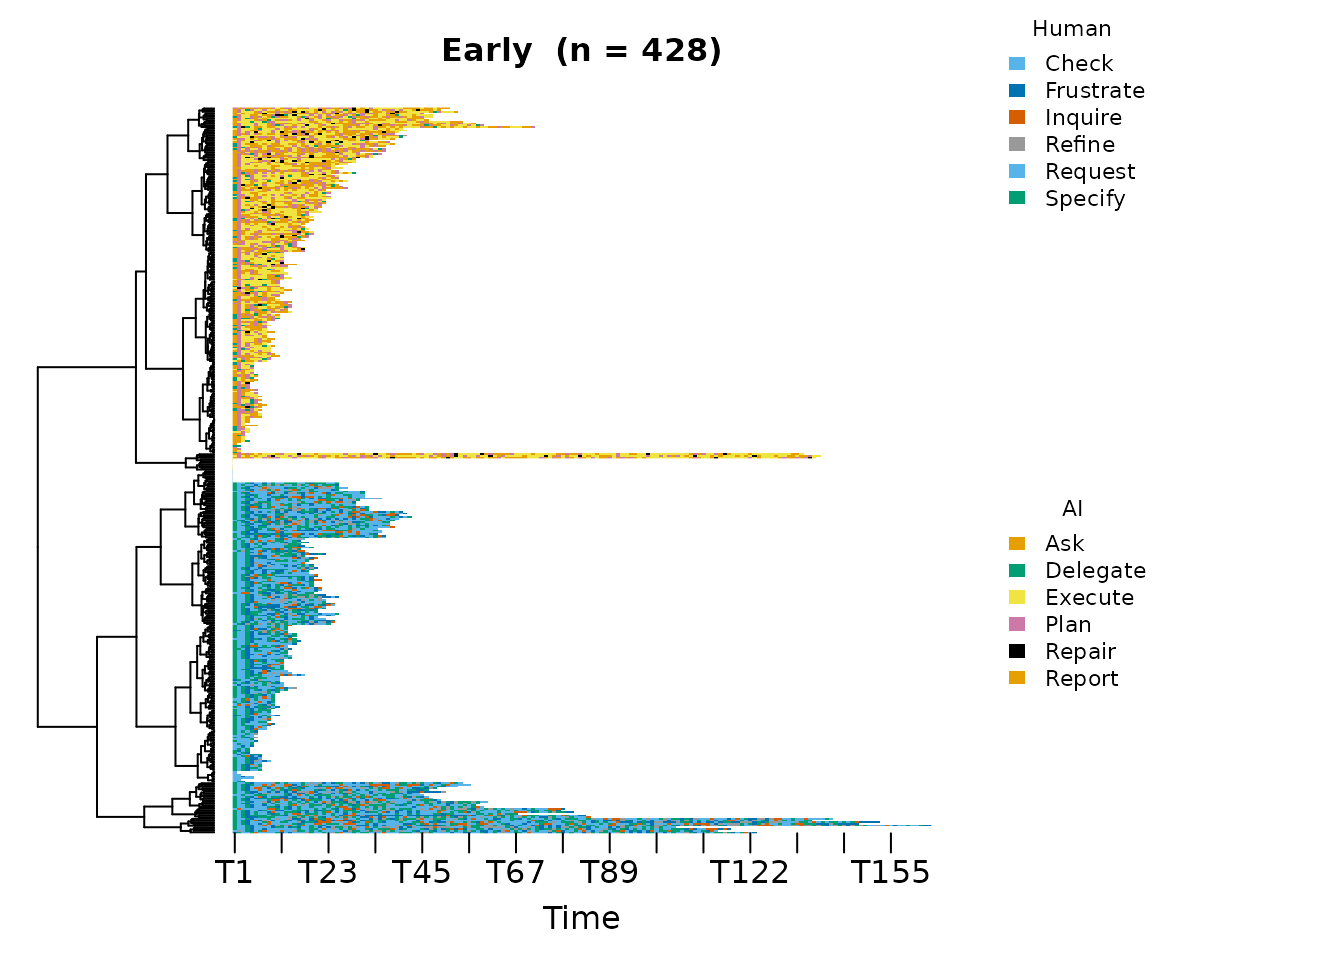 Early (n = 428)
Human
Check
Frustrate
Inquire
Refine
Request
Specify
AI
Ask
Delegate
Execute
Plan
Repair
Report
T1 T23 T45 T67 T89 T122 T155
Time